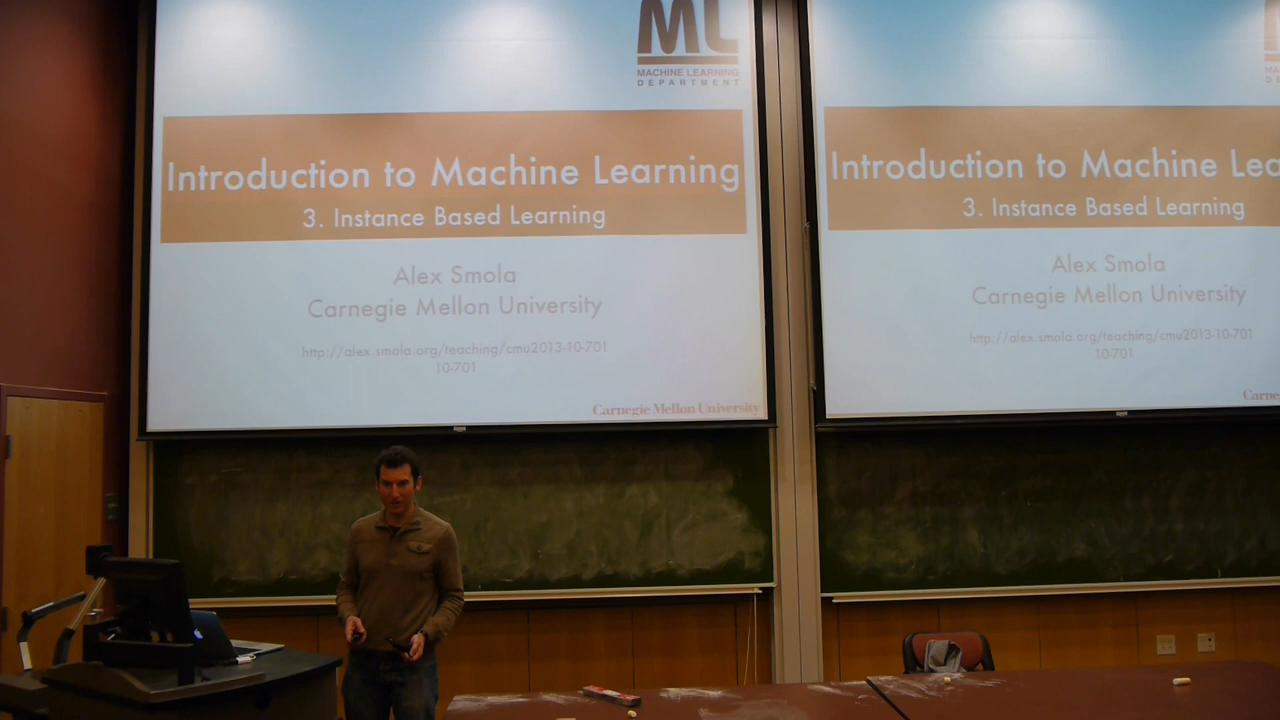 ML
MACHINE LEARNING
DEPARTMENT
Introduction to Machine Learning
3. Instance Based Learning
Alex Smola
Carnegie Mellon University
http://alex.smola.org/teaching/cmu2013-10-701
10-701
Carnegie Mellon University
Introduction to Machine Lea
3. Instance Based Learning
Alex Smola
Carnegie Mellon University
http://alex.smola.org/teaching/cmu2013-10-701
10-701
Carne